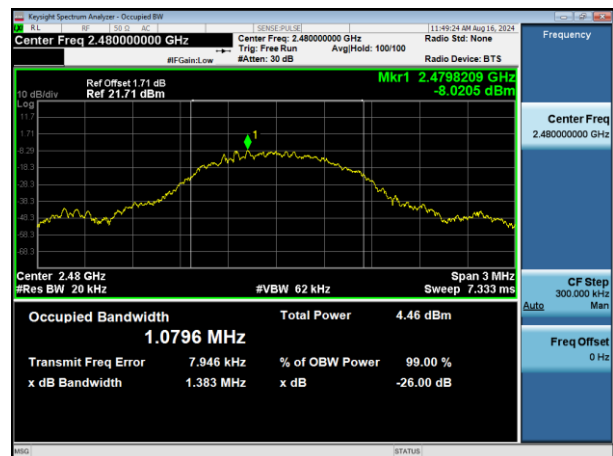 Keysight Spectrum Analyzer - Occupied BW
RL RF 50 Ω AC SENSE:PULSE 11:49:24 AM Aug 16, 2024
Center Freq 2.480000000 GHz Center Freq: 2.480000000 GHz Radio Std: None Frequency
Trig: Free Run Avg|Hold: 100/100
#IFGain:Low #Atten: 30 dB Radio Device: BTS
Ref Offset 1.71 dB Mkr1 2.4798209 GHz
10 dB/div Ref 21.71 dBm -8.0205 dBm
Log
11.7
1.71
-8.29
-18.3
-28.3
-38.3
-48.3
-58.3
-68.3
1
Center Freq
2.480000000 GHz
Center 2.48 GHz Span 3 MHz
#Res BW 20 kHz #VBW 62 kHz Sweep 7.333 ms
CF Step
300.000 kHz
Auto Man
Occupied Bandwidth Total Power 4.46 dBm
1.0796 MHz
Transmit Freq Error 7.946 kHz % of OBW Power 99.00 %
x dB Bandwidth 1.383 MHz x dB -26.00 dB
Freq Offset
0 Hz
MSG STATUS